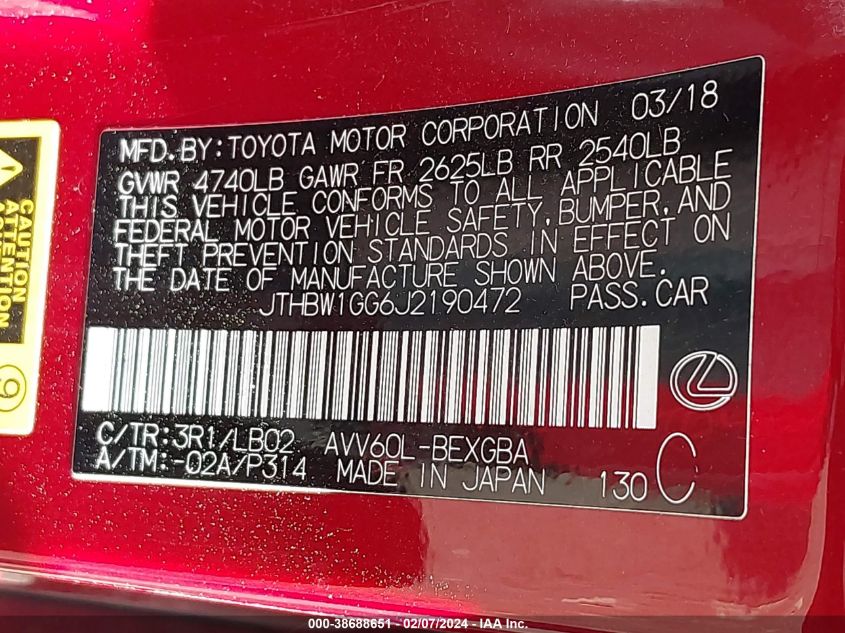 MFD.BY:TOYOTA MOTOR CORPORATION 03/18
GVWR 4740LB GAWR FR 2625LB RR 2540LB
THIS VEHICLE CONFORMS TO ALL APPLICABLE
FEDERAL MOTOR VEHICLE SAFETY,BUMPER,AND
THEFT PREVENTION STANDARDS IN EFFECT ON
THE DATE OF MANUFACTURE SHOWN ABOVE.
JTHBW1GG6J2190472 PASS.CAR
C/TR:3R1/LB02 AVV60L-BEXGBA
A/TM:-02A/P314 MADE IN JAPAN 130 C
CAUTION
ATTENTION
9
000-38688651 - 02/07/2024 - IAA, Inc.